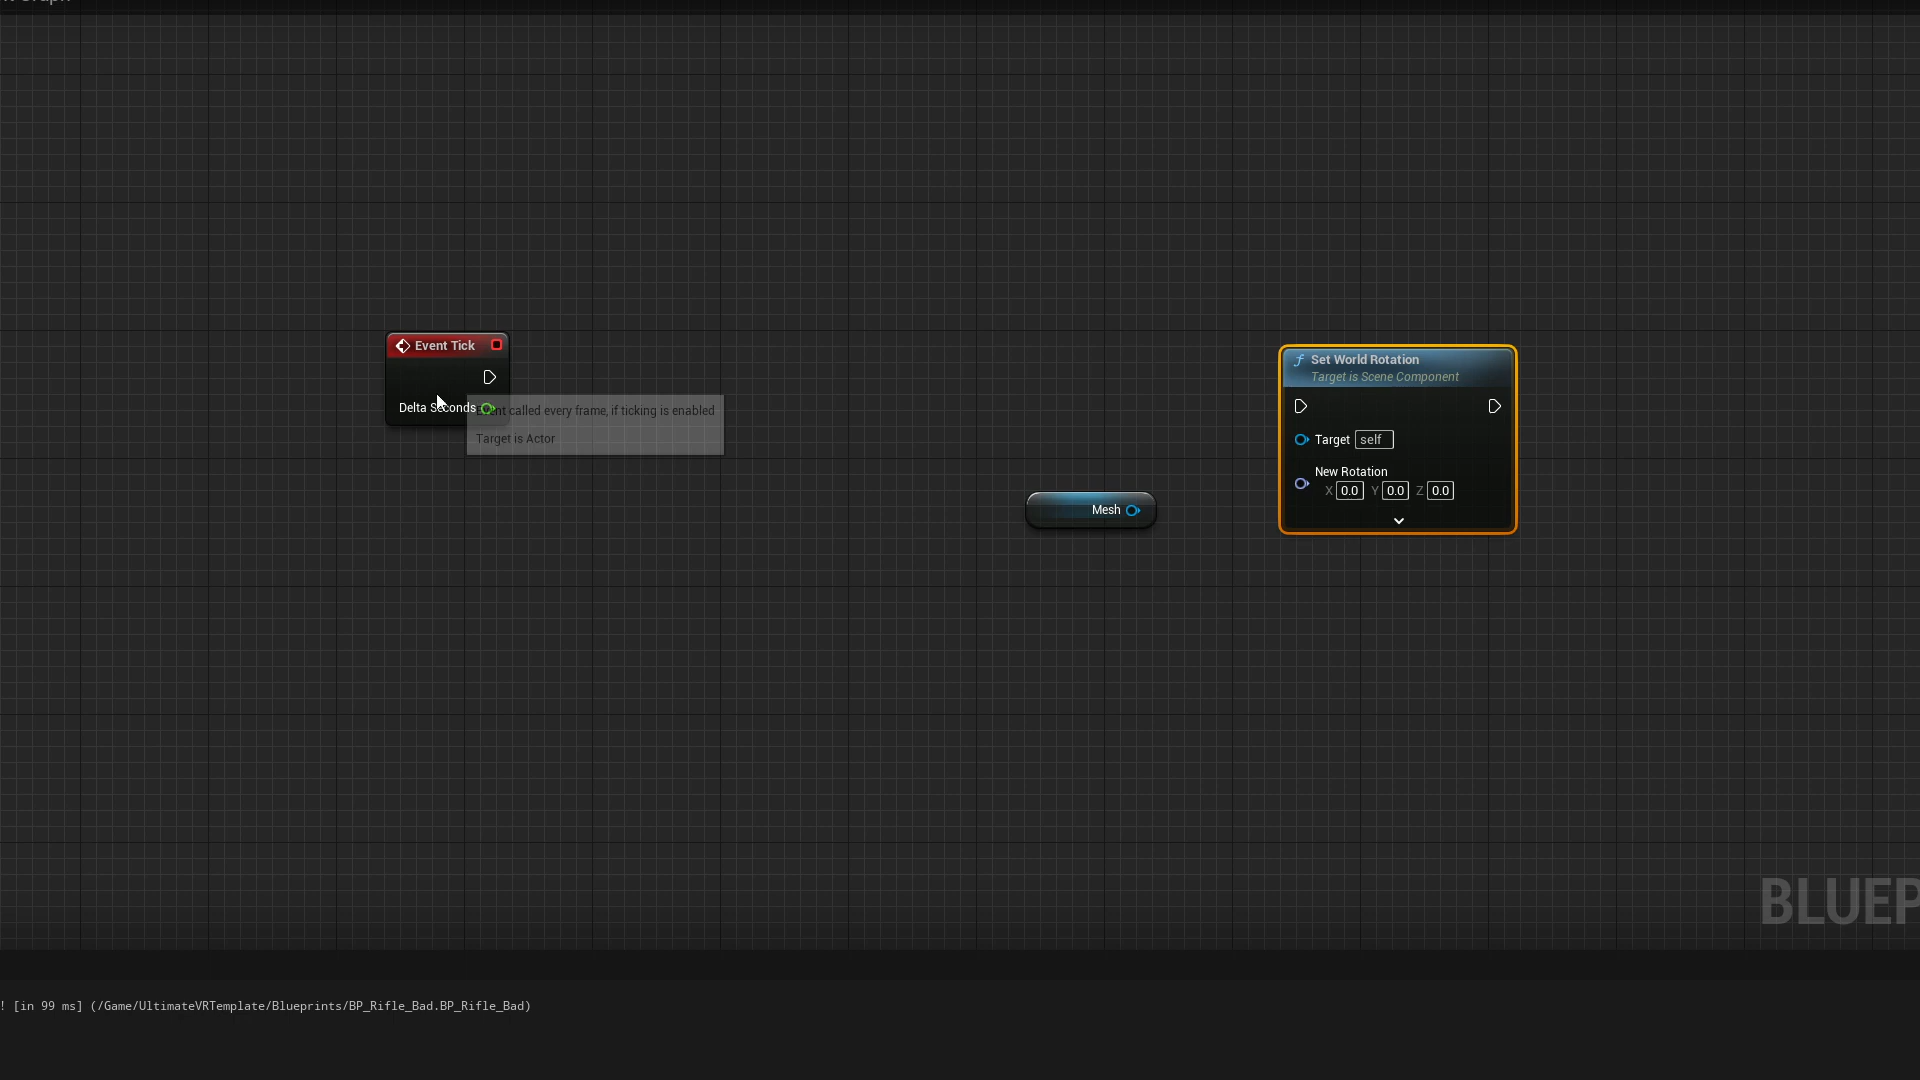 Event Tick
Delta Seconds
called every frame, if ticking is enabled
Target is Actor
Mesh
Set World Rotation
Target is Scene Component
Target self
New Rotation
X 0.0 Y 0.0 Z 0.0
BLUEP
! [in 99 ms] (/Game/UltimateVRTemplate/Blueprints/BP_Rifle_Bad.BP_Rifle_Bad)